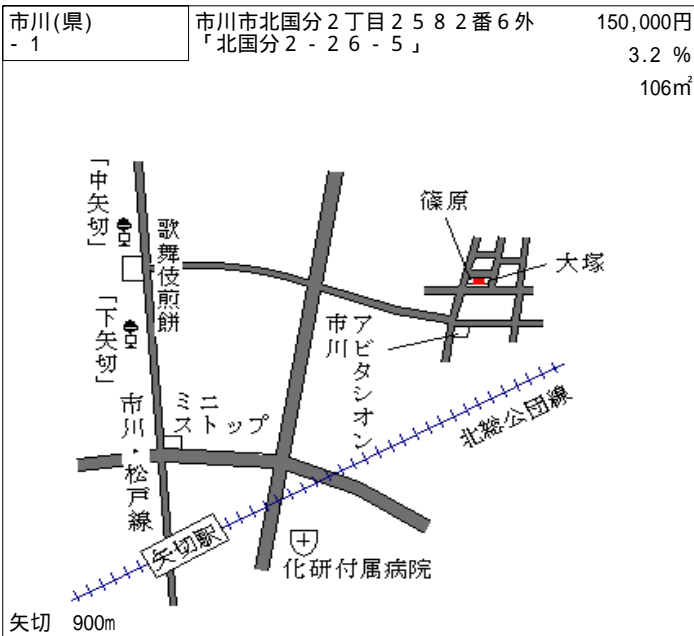 市川(県)
- 1
市川市北国分２丁目２５８２番６外
「北国分２‐２６‐５」
150,000円
3.2 %
106㎡
「中矢切」
歌舞伎煎餅
篠原
大塚
「下矢切」
アビタシオン
市川
ミニ
ストップ
市川・松戸線
北総公団線
矢切駅
化研付属病院
矢切 900m